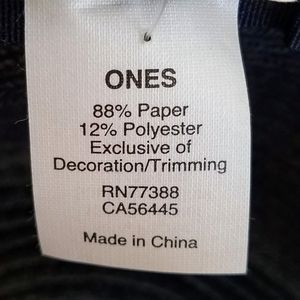 ONES
88% Paper
12% Polyester
Exclusive of
Decoration/Trimming
RN77388
CA56445
Made in China